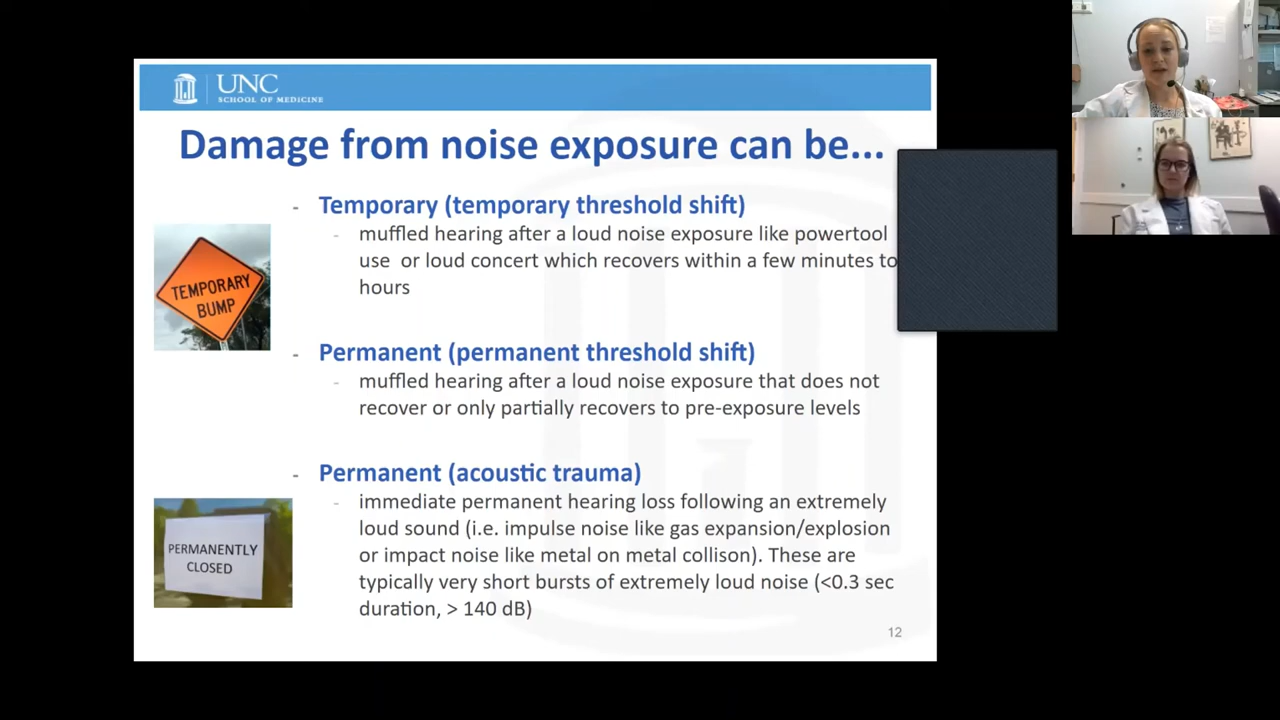 UNC
SCHOOL OF MEDICINE
Damage from noise exposure can be...
- Temporary (temporary threshold shift)
- muffled hearing after a loud noise exposure like powertool
use or loud concert which recovers within a few minutes to
hours
TEMPORARY
BUMP
- Permanent (permanent threshold shift)
- muffled hearing after a loud noise exposure that does not
recover or only partially recovers to pre-exposure levels
- Permanent (acoustic trauma)
- immediate permanent hearing loss following an extremely
loud sound (i.e. impulse noise like gas expansion/explosion
or impact noise like metal on metal collison). These are
typically very short bursts of extremely loud noise (<0.3 sec
duration, > 140 dB)
PERMANENTLY
CLOSED
12